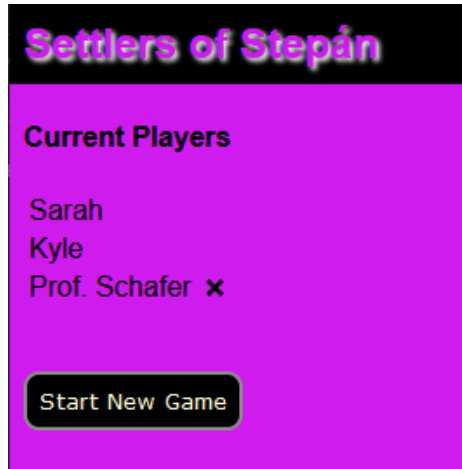 Settlers of Stepán
Current Players
Sarah
Kyle
Prof. Schafer ×
Start New Game